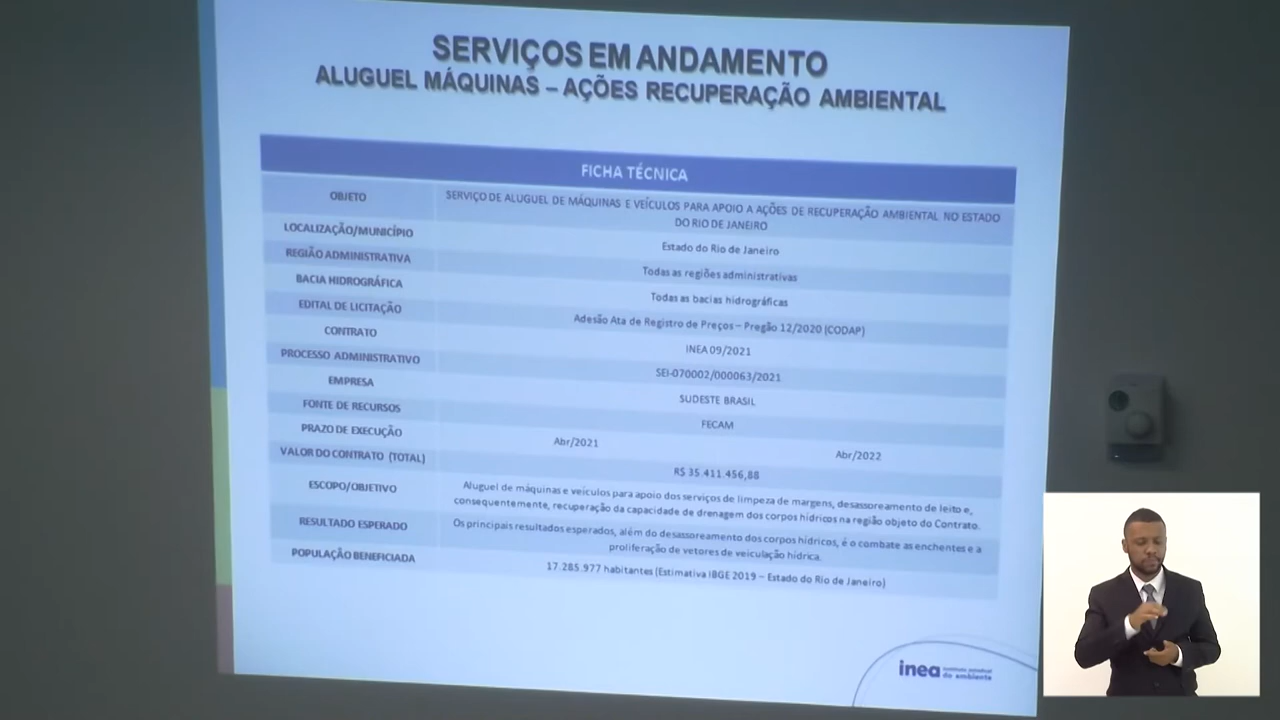 SERVIÇOS EM ANDAMENTO
ALUGUEL MÁQUINAS – AÇÕES RECUPERAÇÃO AMBIENTAL
FICHA TÉCNICA
OBJETO
SERVIÇO DE ALUGUEL DE MÁQUINAS E VEÍCULOS PARA APOIO A AÇÕES DE RECUPERAÇÃO AMBIENTAL NO ESTADO
DO RIO DE JANEIRO
LOCALIZAÇÃO/MUNICÍPIO
Estado do Rio de Janeiro
REGIÃO ADMINISTRATIVA
Todas as regiões administrativas
BACIA HIDROGRÁFICA
Todas as bacias hidrográficas
EDITAL DE LICITAÇÃO
Adesão Ata de Registro de Preços – Pregão 12/2020 (CODAP)
CONTRATO
INEA 09/2021
PROCESSO ADMINISTRATIVO
SEI-070002/000063/2021
EMPRESA
SUDESTE BRASIL
FONTE DE RECURSOS
FECAM
PRAZO DE EXECUÇÃO
Abr/2021 Abr/2022
VALOR DO CONTRATO (TOTAL)
R$ 35.411.456,88
ESCOPO/OBJETIVO
Aluguel de máquinas e veículos para apoio dos serviços de limpeza de margens, desassoreamento de leito e,
consequentemente, recuperação da capacidade de drenagem dos corpos hídricos na região objeto do Contrato.
RESULTADO ESPERADO
Os principais resultados esperados, além do desassoreamento dos corpos hídricos, é o combate as enchentes e a
proliferação de vetores de veiculação hídrica.
POPULAÇÃO BENEFICIADA
17.285.977 habitantes (Estimativa IBGE 2019 – Estado do Rio de Janeiro)
inea instituto estadual
do ambiente